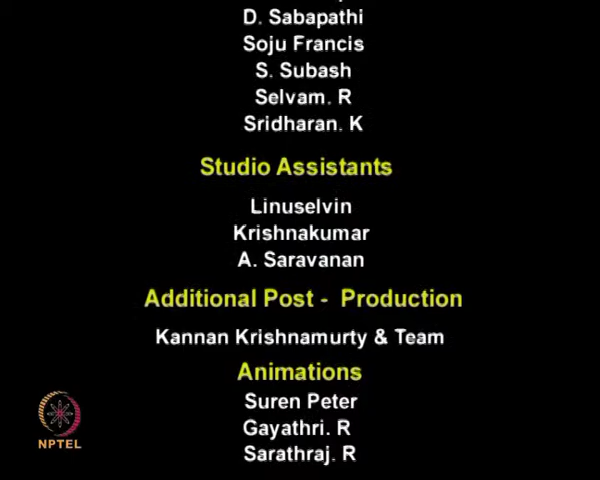 D. Sabapathi
Soju Francis
S. Subash
Selvam. R
Sridharan. K
Studio Assistants
Linuselvin
Krishnakumar
A. Saravanan
Additional Post - Production
Kannan Krishnamurty & Team
Animations
Suren Peter
Gayathri. R
Sarathraj. R
NPTEL